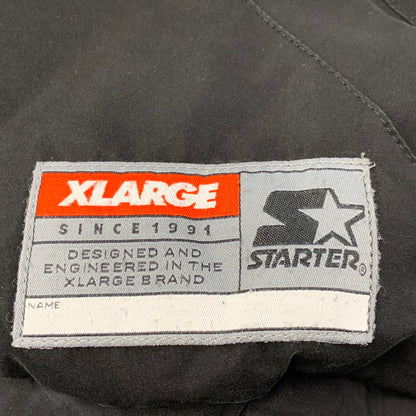 XLARGE
SINCE 1991
DESIGNED AND
ENGINEERED IN THE
XLARGE BRAND
STARTER®
NAME